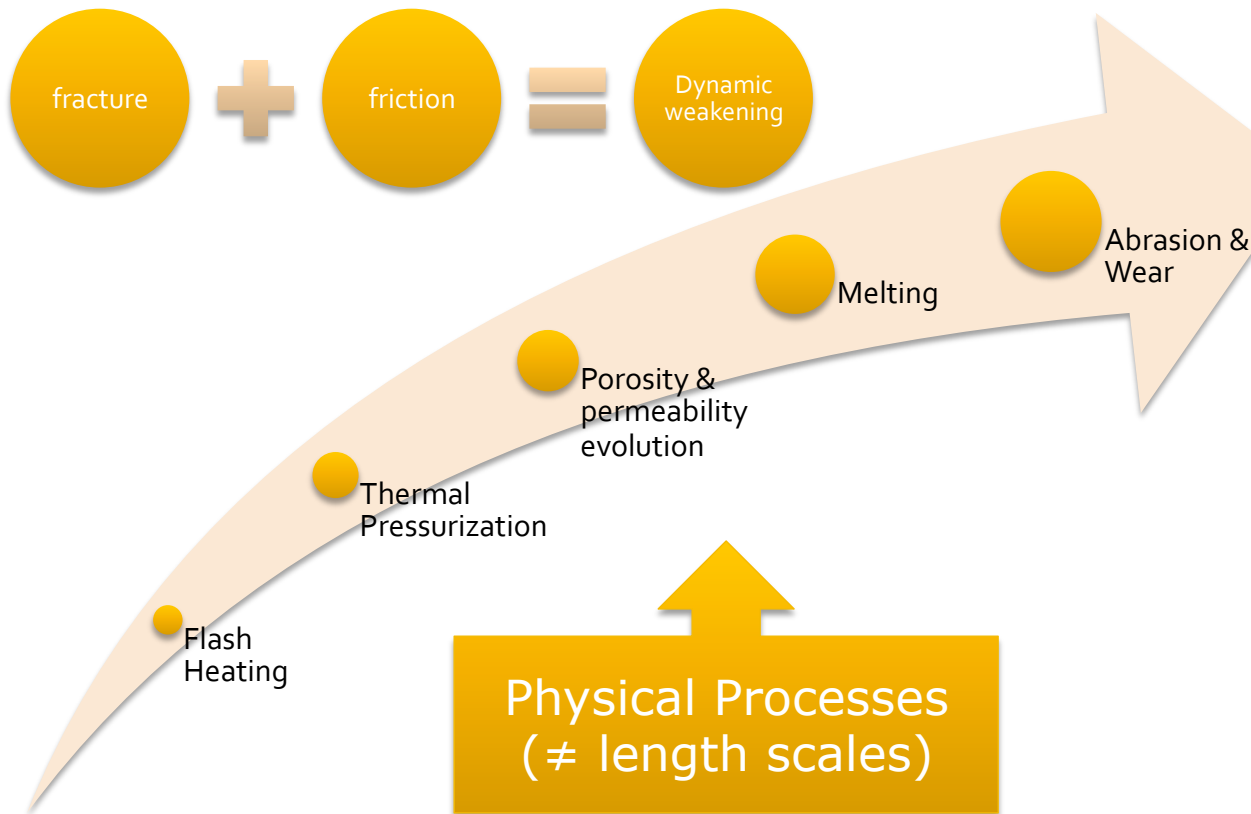 fracture
friction
Dynamic
weakening
Abrasion &
Wear
Melting
Porosity &
permeability
evolution
Thermal
Pressurization
Flash
Heating
Physical Processes
(≠ length scales)